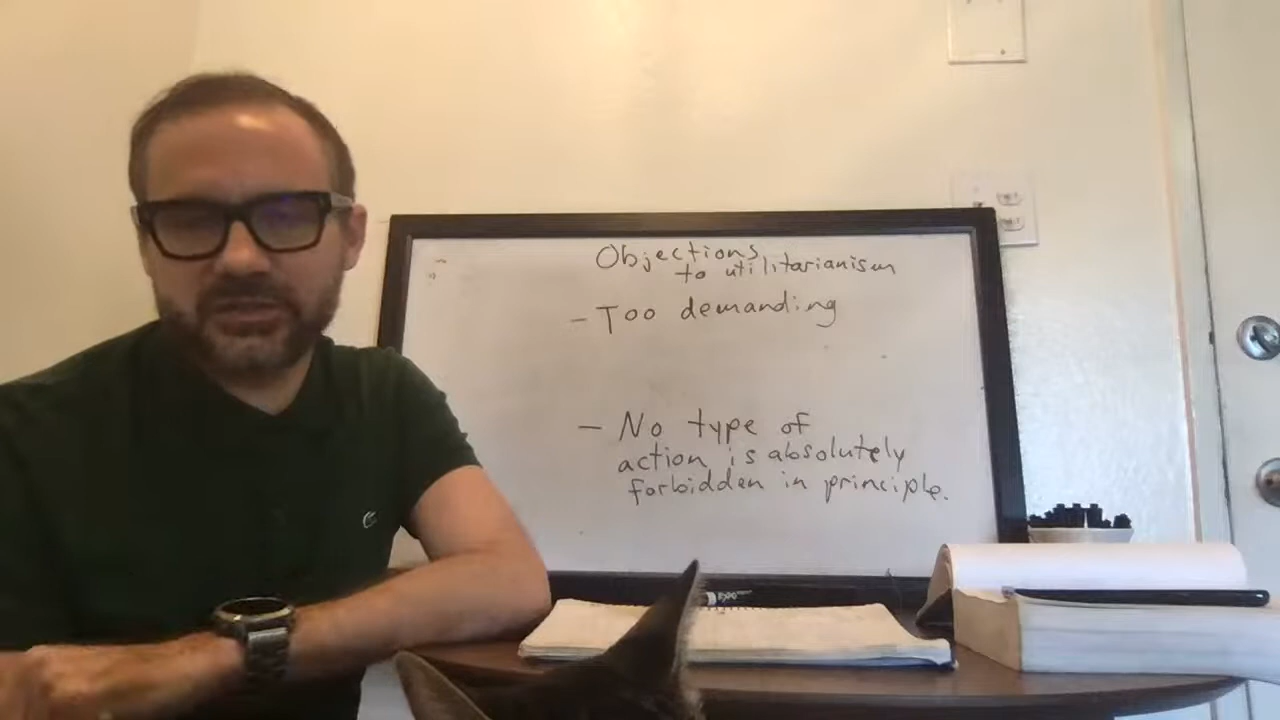 Objections
to utilitarianism
- Too demanding
- No type of
action is absolutely
forbidden in principle.